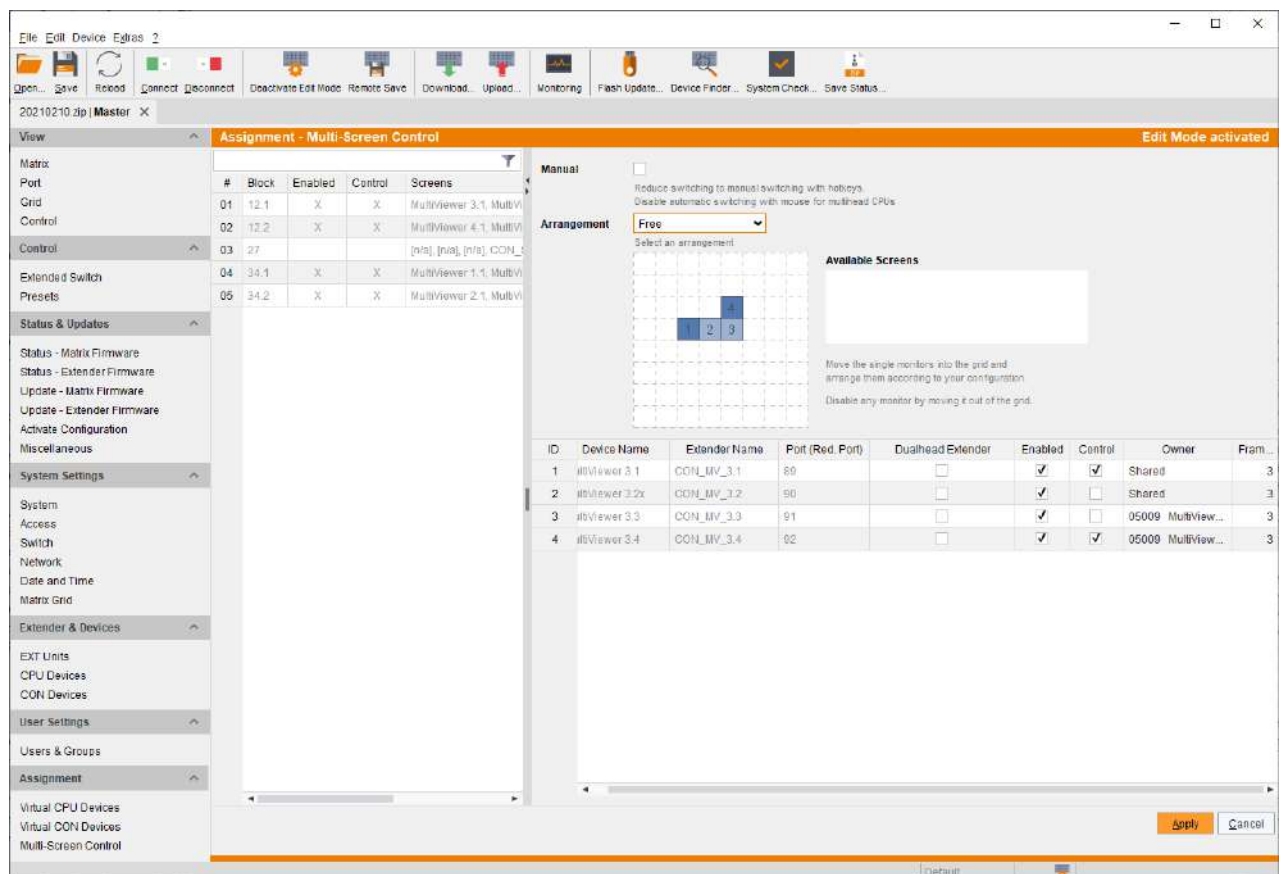 File Edit Device Extras ?
Open... Save Reload Connect Disconnect Deactivate Edit Mode Remote Save Download... Upload... Monitoring Flash Update... Device Finder... System Check... Save Status...
20210210.zip | Master X
View
Matrix
Port
Grid
Control
Control
Extended Switch
Presets
Status & Updates
Status - Matrix Firmware
Status - Extender Firmware
Update - Matrix Firmware
Update - Extender Firmware
Activate Configuration
Miscellaneous
System Settings
System
Access
Switch
Network
Date and Time
Matrix Grid
Extender & Devices
EXT Units
CPU Devices
CON Devices
User Settings
Users & Groups
Assignment
Virtual CPU Devices
Virtual CON Devices
Multi-Screen Control
Assignment - Multi-Screen Control Edit Mode activated
# Block Enabled Control Screens
01 12.1 X X MultiViewer 3.1, MultiVi
02 12.2 X X MultiViewer 4.1, MultiVi
03 27 [n/a], [n/a], [n/a], CON_S
04 34.1 X X MultiViewer 1.1, MultiVi
05 34.2 X X MultiViewer 2.1, MultiVi
Manual
Reduce switching to manual switching with hotkeys.
Disable automatic switching with mouse for multihead CPUs
Arrangement Free
Select an arrangement
4
1 2 3
Available Screens
Move the single monitors into the grid and
arrange them according to your configuration.
Disable any monitor by moving it out of the grid.
ID Device Name Extender Name Port (Red. Port) Dualhead Extender Enabled Control Owner Fram...
1 ltiViewer 3.1 CON_MV_3.1 89 Shared 3
2 ltiViewer 3.2x CON_MV_3.2 90 Shared 3
3 ltiViewer 3.3 CON_MV_3.3 91 05009 MultiView... 3
4 ltiViewer 3.4 CON_MV_3.4 92 05009 MultiView... 3
Apply Cancel
Default